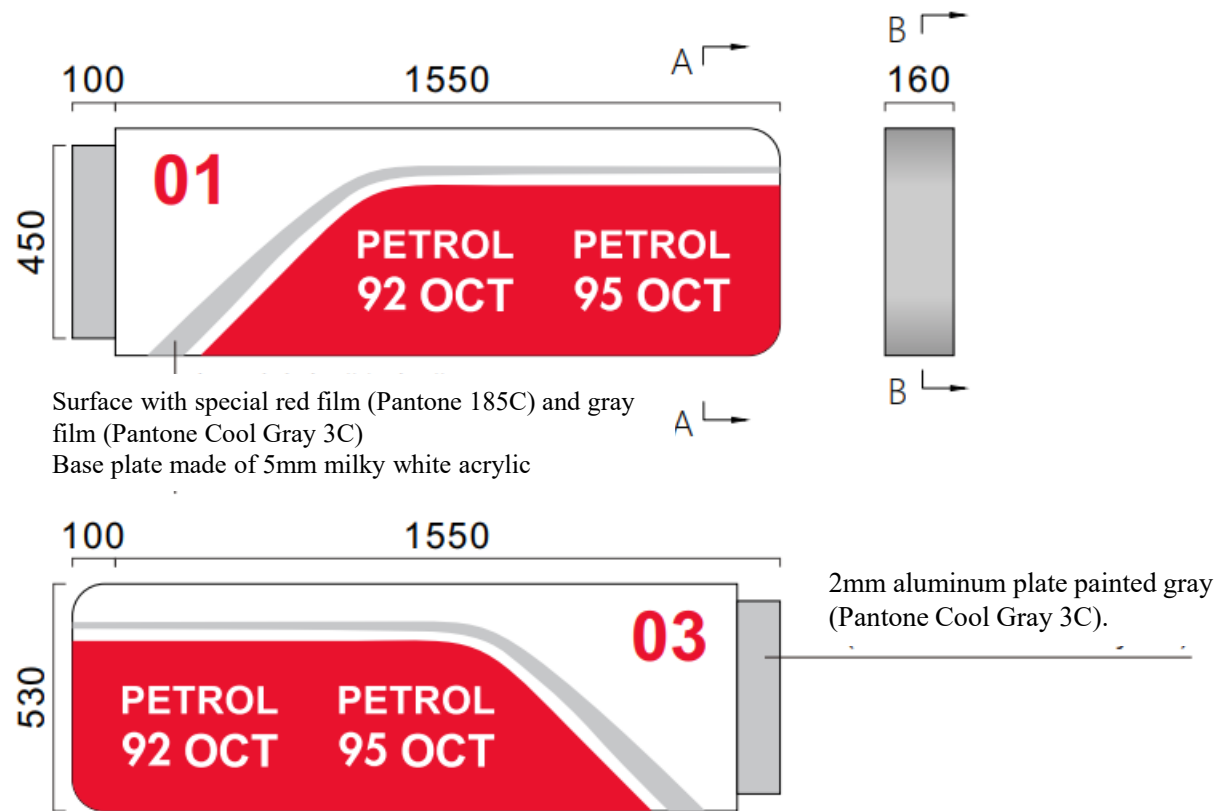 A
B
100
1550
160
01
450
PETROL PETROL
92 OCT 95 OCT
Surface with special red film (Pantone 185C) and gray
film (Pantone Cool Gray 3C)
Base plate made of 5mm milky white acrylic
A
B
100
1550
2mm aluminum plate painted gray
(Pantone Cool Gray 3C).
03
530
PETROL PETROL
92 OCT 95 OCT